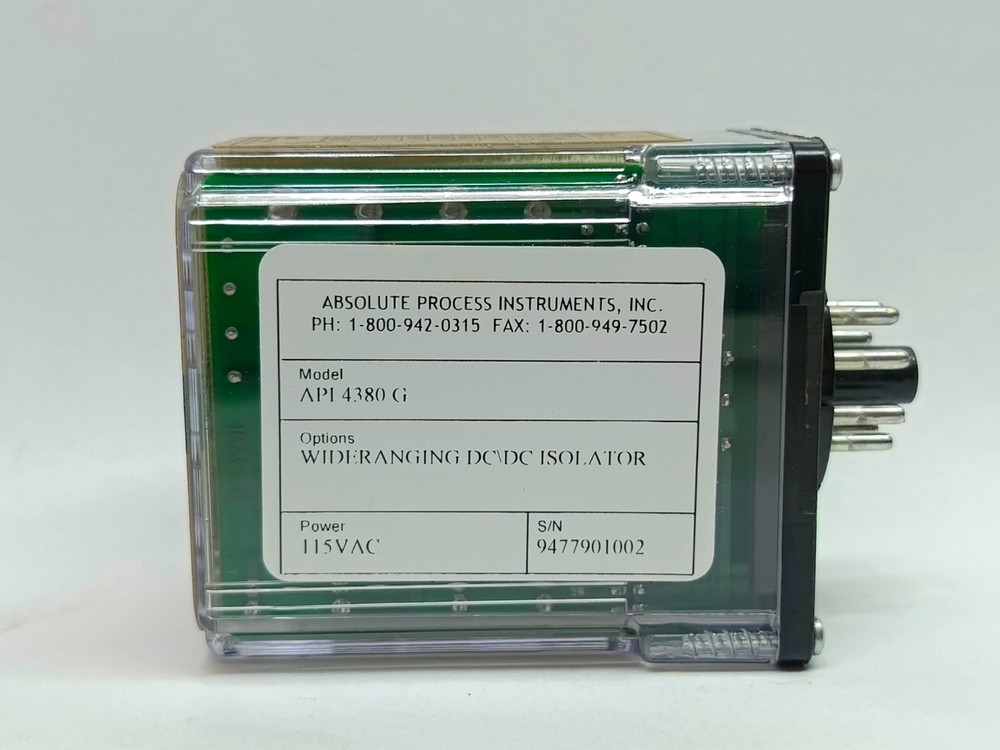 ABSOLUTE PROCESS INSTRUMENTS, INC.
PH: 1-800-942-0315 FAX: 1-800-949-7502
Model
API 4380 G
Options
WIDERANGING DC\DC ISOLATOR
Power
115VAC
S/N
9477901002